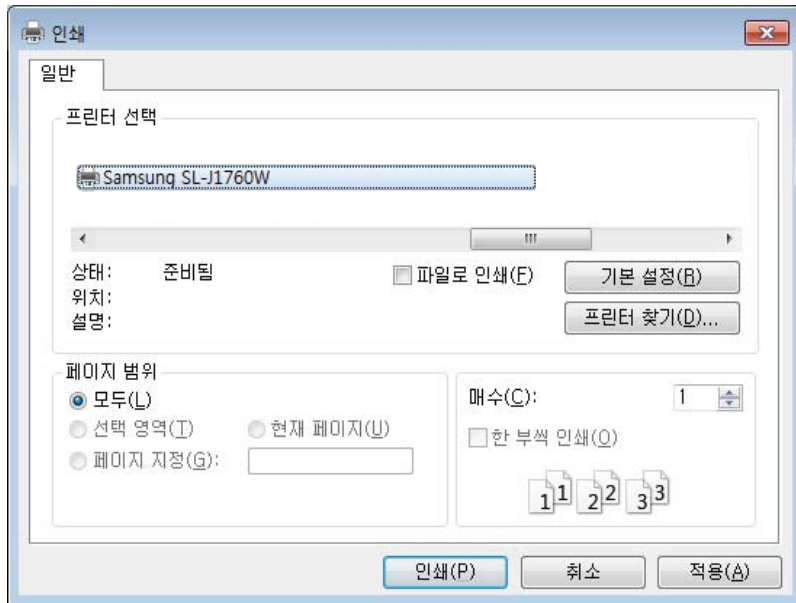 인쇄
일반
프린터 선택
Samsung SL-J1760W
상태: 준비됨
파일로 인쇄(F)
기본 설정(R)
위치:
설명:
프린터 찾기(D)...
페이지 범위
모두(L)
선택 영역(T) 현재 페이지(U)
페이지 지정(G):
매수(C): 1
한 부씩 인쇄(O)
1 1 2 2 3 3
인쇄(P) 취소 적용(A)